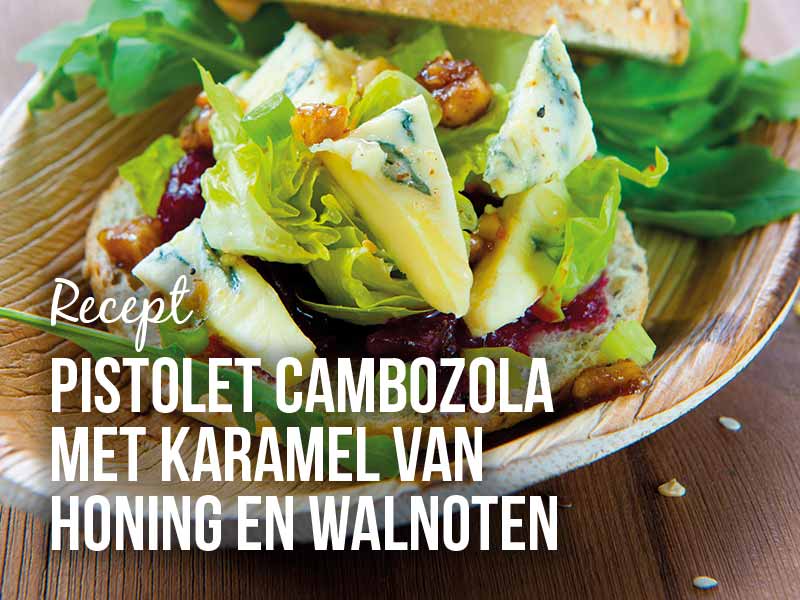 Recept
PISTOLET CAMBOZOLA
MET KARAMEL VAN
HONING EN WALNOTEN